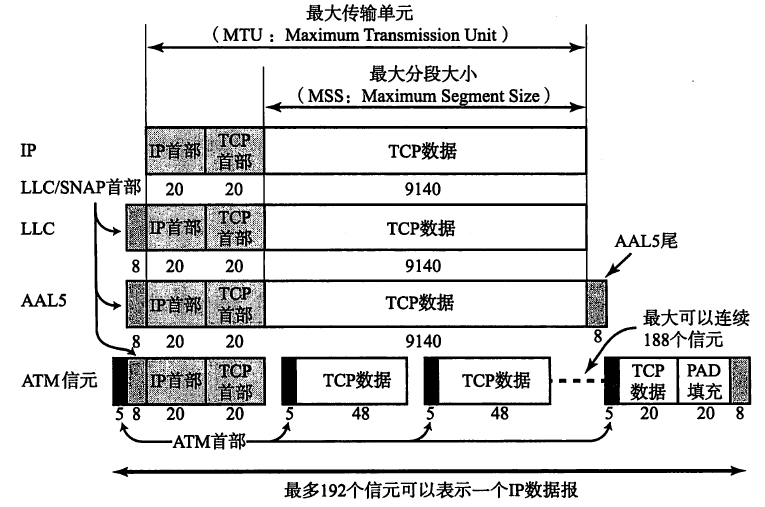 最大传输单元
（MTU：Maximum Transmission Unit）
最大分段大小
（MSS：Maximum Segment Size）
IP IP首部 TCP首部 TCP数据
20 20 9140
LLC/SNAP首部
LLC IP首部 TCP首部 TCP数据
8 20 20 9140
AAL5尾
AAL5 IP首部 TCP首部 TCP数据
8 20 20 9140 8
最大可以连续
188个信元
ATM信元 IP首部 TCP首部 TCP数据 TCP数据 TCP数据 PAD填充
5 8 20 20 5 48 5 48 5 20 20 8
ATM首部
最多192个信元可以表示一个IP数据报